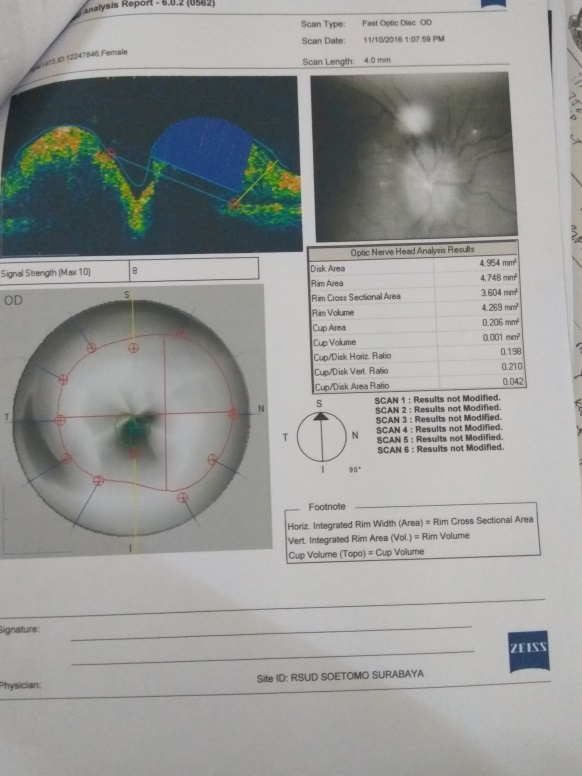 Analysis Report - 6.0.2 (0562)
Scan Type: Fast Optic Disc OD
Scan Date: 11/10/2016 1:07:59 PM
ID:12247846, Female
Scan Length: 4.0 mm
Signal Strength (Max 10) 8
Optic Nerve Head Analysis Results
Disk Area 4.954 mm²
Rim Area 4.748 mm²
Rim Cross Sectional Area 3.604 mm²
Rim Volume 4.269 mm³
Cup Area 0.206 mm²
Cup Volume 0.001 mm³
Cup/Disk Horiz. Ratio 0.198
Cup/Disk Vert. Ratio 0.210
Cup/Disk Area Ratio 0.042
OD
S
T
N
I
SCAN 1 : Results not Modified.
SCAN 2 : Results not Modified.
SCAN 3 : Results not Modified.
SCAN 4 : Results not Modified.
SCAN 5 : Results not Modified.
SCAN 6 : Results not Modified.
S
T N
I 90°
Footnote
Horiz. Integrated Rim Width (Area) = Rim Cross Sectional Area
Vert. Integrated Rim Area (Vol.) = Rim Volume
Cup Volume (Topo) = Cup Volume
Signature:
ZEISS
Physician:
Site ID: RSUD SOETOMO SURABAYA